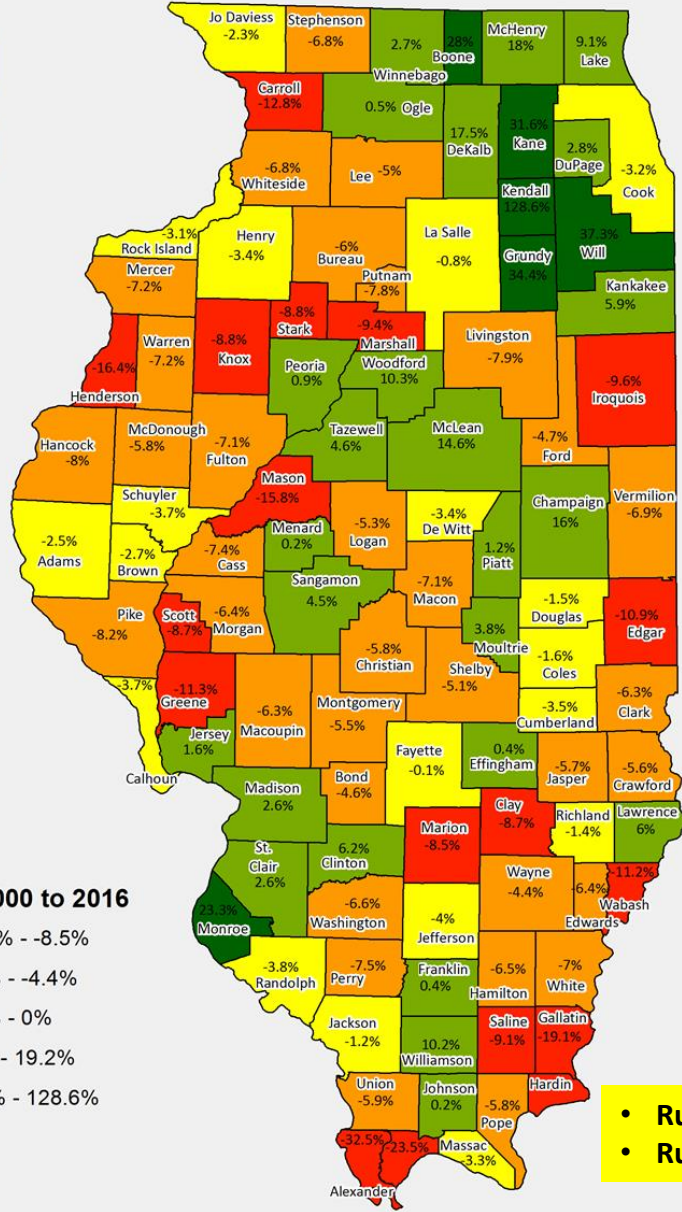 Jo Daviess
-2.3%
Stephenson
-6.8%
2.7%
Winnebago
28%
Boone
McHenry
18%
9.1%
Lake
Carroll
-12.8%
0.5% Ogle
17.5%
DeKalb
31.6%
Kane
2.8%
DuPage
-3.2%
Cook
-6.8%
Whiteside
Lee -5%
Kendall
128.6%
-3.1%
Rock Island
Henry
-3.4%
-6%
Bureau
La Salle
-0.8%
Grundy
34.4%
37.3%
Will
Mercer
-7.2%
Putnam
-7.8%
Kankakee
5.9%
-8.8%
Stark
-9.4%
Marshall
Livingston
-7.9%
-16.4%
Henderson
Warren
-7.2%
-8.8%
Knox
Peoria
0.9%
Woodford
10.3%
-9.6%
Iroquois
Hancock
-8%
McDonough
-5.8%
-7.1%
Fulton
Tazewell
4.6%
McLean
14.6%
-4.7%
Ford
Mason
-15.8%
Schuyler
-3.7%
-5.3%
Logan
-3.4%
De Witt
Champaign
16%
Vermilion
-6.9%
-2.5%
Adams
-2.7%
Brown
-7.4%
Cass
Menard
0.2%
1.2%
Piatt
Pike
-8.2%
Scott
-8.7%
-6.4%
Morgan
Sangamon
4.5%
-7.1%
Macon
-1.5%
Douglas
-10.9%
Edgar
-5.8%
Christian
3.8%
Moultrie
-1.6%
Coles
Shelby
-5.1%
-3.7%
Calhoun
-11.3%
Greene
-6.3%
Macoupin
Montgomery
-5.5%
-3.5%
Cumberland
-6.3%
Clark
Jersey
1.6%
Fayette
-0.1%
0.4%
Effingham
-5.7%
Jasper
-5.6%
Crawford
Madison
2.6%
Bond
-4.6%
Marion
-8.5%
Clay
-8.7%
Richland
-1.4%
Lawrence
6%
St.
Clair
2.6%
6.2%
Clinton
Wayne
-4.4%
-6.4%
Edwards
-11.2%
Wabash
000 to 2016
% - -8.5%
- -4.4%
- 0%
- 19.2%
% - 128.6%
23.3%
Monroe
-6.6%
Washington
-4%
Jefferson
-3.8%
Randolph
-7.5%
Perry
Franklin
0.4%
-6.5%
Hamilton
-7%
White
Jackson
-1.2%
10.2%
Williamson
Saline
-9.1%
Gallatin
-19.1%
Union
-5.9%
Johnson
0.2%
-5.8%
Pope
Hardin
-32.5%
Alexander
-23.5%
Massac
-3.3%
• Ru
• Ru